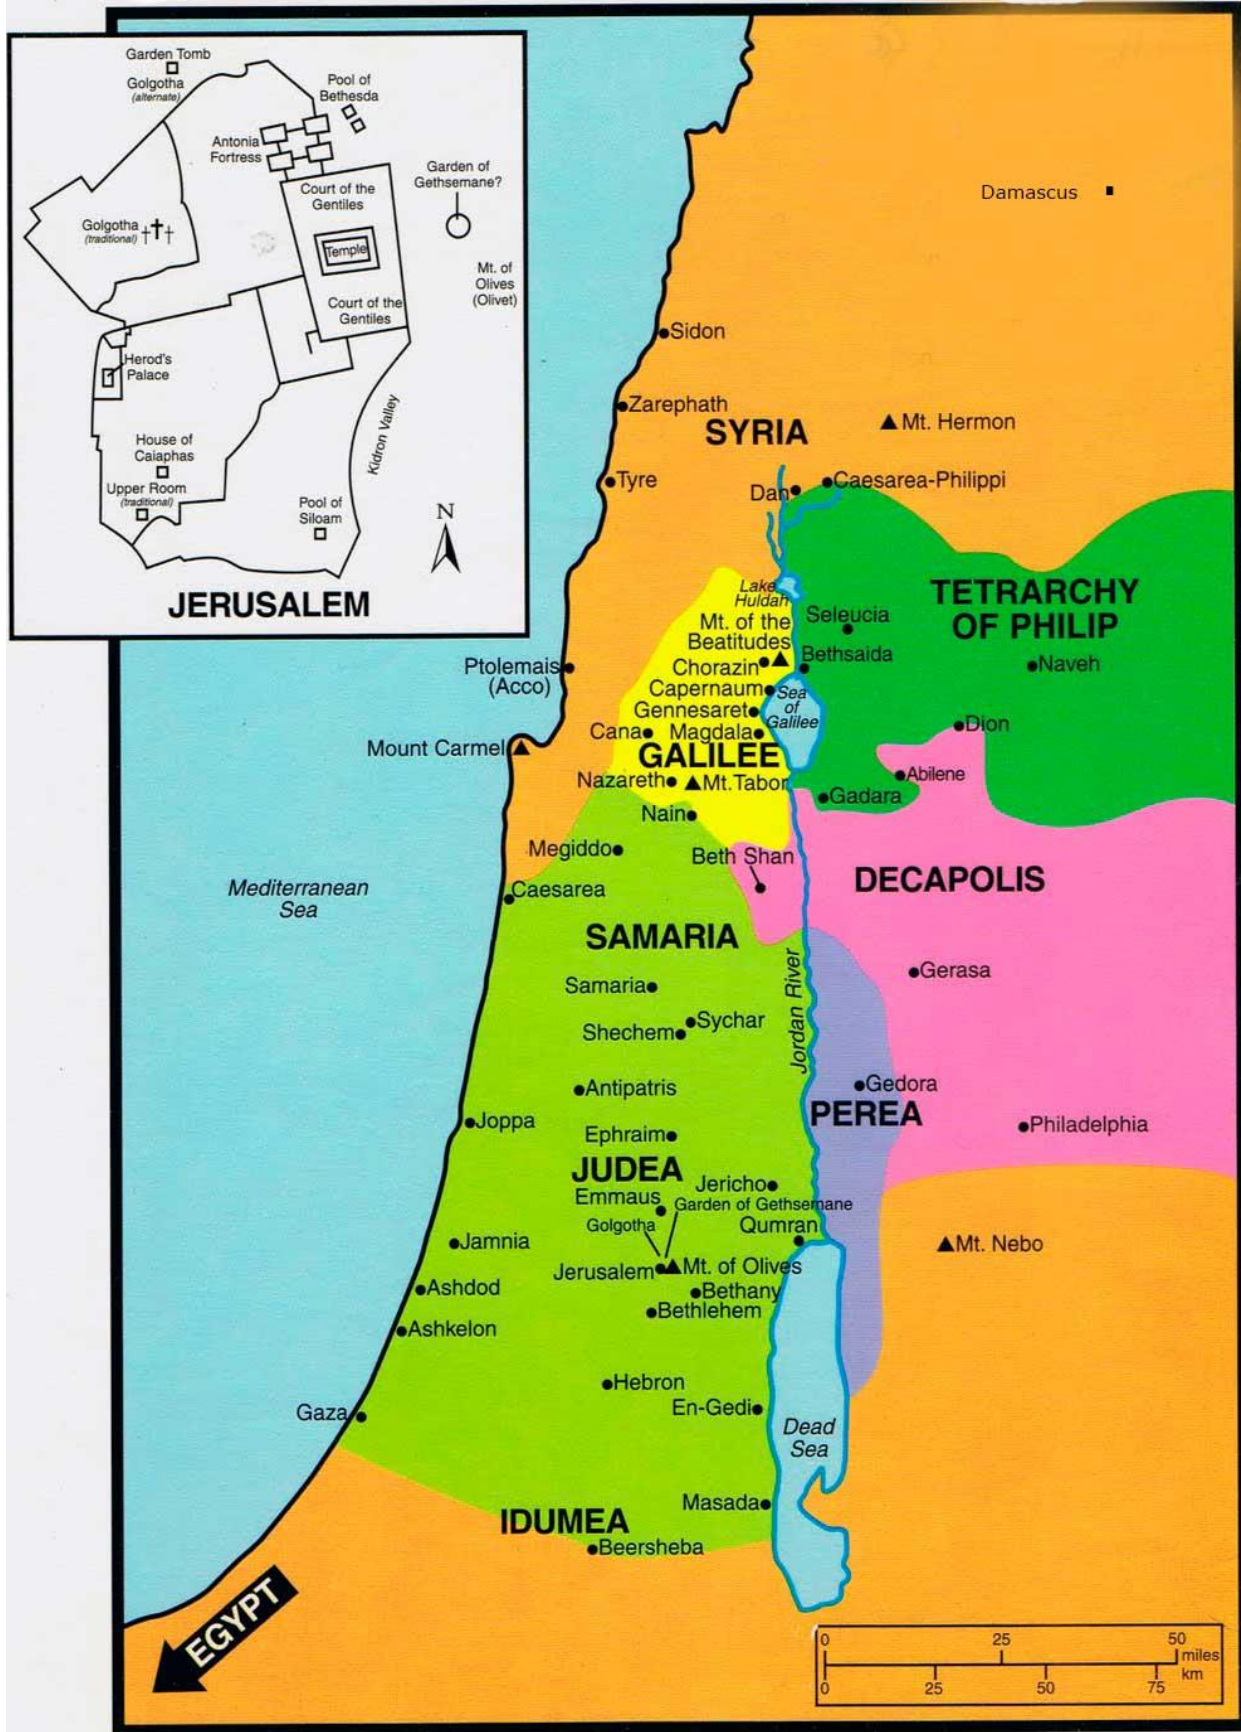 Garden Tomb
Golgotha
(alternate)
Pool of
Bethesda
Antonia
Fortress
Garden of
Gethsemane?
Court of the
Gentiles
Golgotha
(traditional)
Temple
Mt. of
Olives
(Olivet)
Court of the
Gentiles
Herod's
Palace
Kidron Valley
House of
Caiaphas
Upper Room
(traditional)
Pool of
Siloam
N
JERUSALEM
Damascus
Sidon
Zarephath
SYRIA
Mt. Hermon
Tyre
Dan
Caesarea-Philippi
Lake
Huldah
TETRARCHY
OF PHILIP
Seleucia
Mt. of the
Beatitudes
Bethsaida
Naveh
Ptolemais
(Acco)
Chorazin
Capernaum
Sea
of
Galilee
Gennesaret
Cana
Magdala
Dion
Mount Carmel
GALILEE
Abilene
Nazareth
Mt.Tabor
Gadara
Nain
Megiddo
Beth Shan
DECAPOLIS
Mediterranean
Sea
Caesarea
SAMARIA
Jordan River
Gerasa
Samaria
Sychar
Shechem
Antipatris
Gedora
Joppa
PEREA
Philadelphia
Ephraim
JUDEA
Jericho
Emmaus
Garden of Gethsemane
Golgotha
Qumran
Jamnia
Mt. Nebo
Jerusalem
Mt. of Olives
Ashdod
Bethany
Bethlehem
Ashkelon
Hebron
Gaza
En-Gedi
Dead
Sea
Masada
IDUMEA
Beersheba
EGYPT
0 25 50
miles
km
0 25 50 75